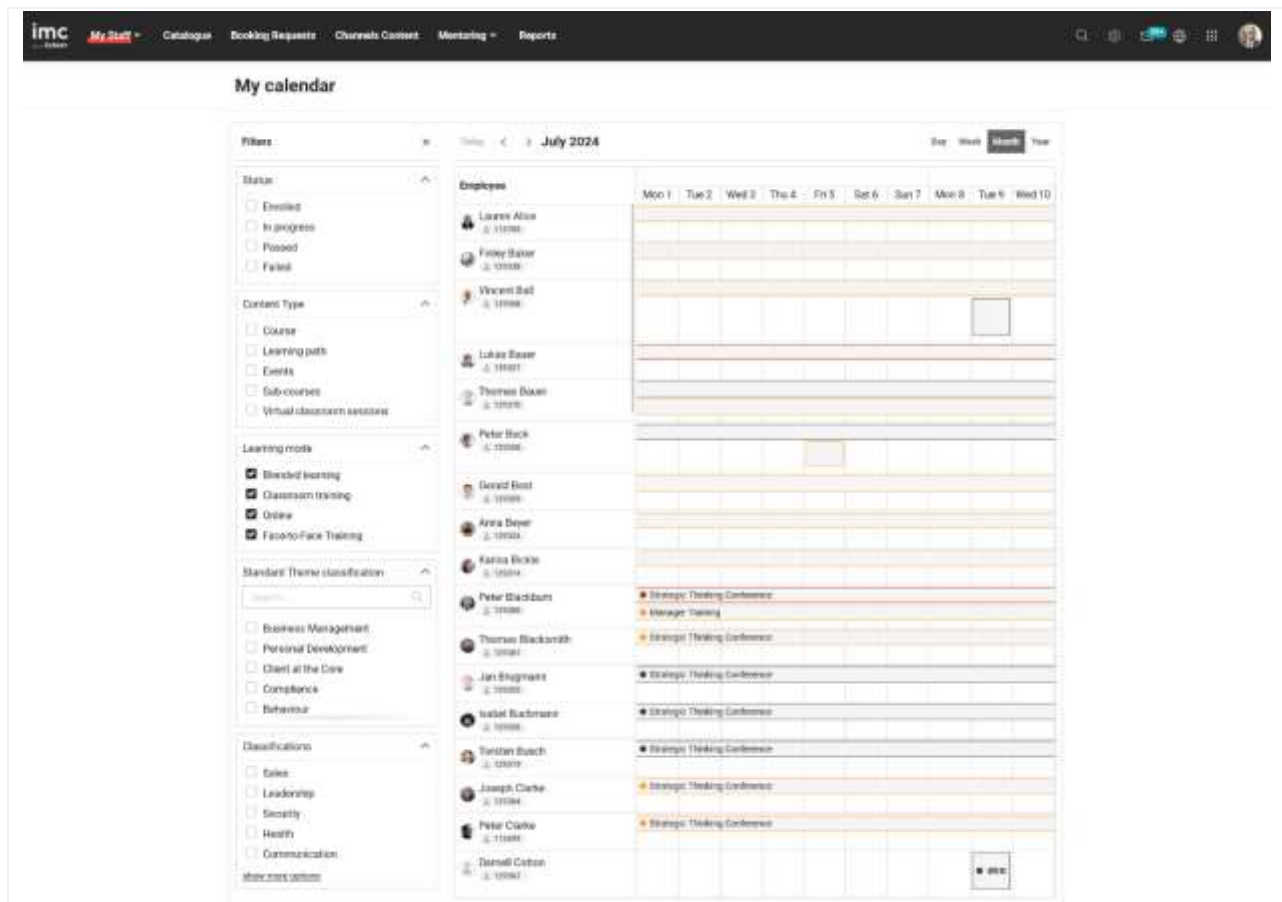 imc
My Staff
Catalogue
Booking Requests
Channels Content
Mentoring
Reports
My calendar
Filters
Today
July 2024
Day
Week
Month
Year
Status
Enrolled
In progress
Passed
Failed
Content Type
Course
Learning path
Events
Sub-courses
Virtual classroom sessions
Learning mode
Blended learning
Classroom training
Online
Face-to-Face Training
Standard Theme classification
Search
Business Management
Personal Development
Client at the Core
Compliance
Behaviour
Classifications
Sales
Leadership
Security
Health
Communication
show more options
Employee
Mon 1 Tue 2 Wed 3 Thu 4 Fri 5 Sat 6 Sun 7 Mon 8 Tue 9 Wed 10
Lauren Alice
Finley Baker
Vincent Ball
Lukas Bauer
Thomas Bauer
Peter Beck
Gerald Best
Anna Beyer
Karina Bickle
Peter Blackburn
Strategic Thinking Conference
Manager Training
Thomas Blacksmith
Strategic Thinking Conference
Jan Brugmann
Strategic Thinking Conference
Isabel Buchmann
Strategic Thinking Conference
Torsten Busch
Strategic Thinking Conference
Joseph Clarke
Strategic Thinking Conference
Peter Clarke
Strategic Thinking Conference
Darnell Cotton